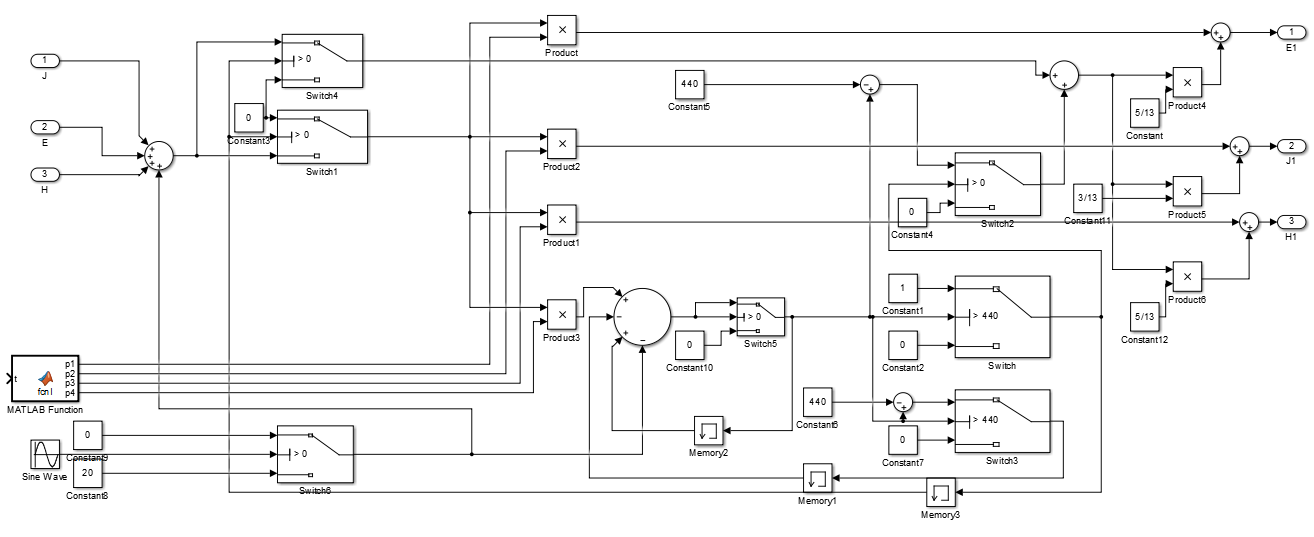 1
J
2
E
3
H
> 0
Switch4
0
Constant3
> 0
Switch1
×
Product
×
Product2
×
Product1
×
Product3
440
Constant5
> 0
Switch2
0
Constant4
×
Product4
5/13
Constant
1
E1
2
J1
×
Product5
3/13
Constant11
3
H1
×
Product6
5/13
Constant12
1
Constant1
> 440
Switch
0
Constant2
> 0
Switch5
0
Constant10
440
Constant6
> 440
Switch3
0
Constant7
Memory2
Memory1
Memory3
t
fcn
p1
p2
p3
p4
MATLAB Function
Sine Wave
0
Constant9
20
Constant8
> 0
Switch6